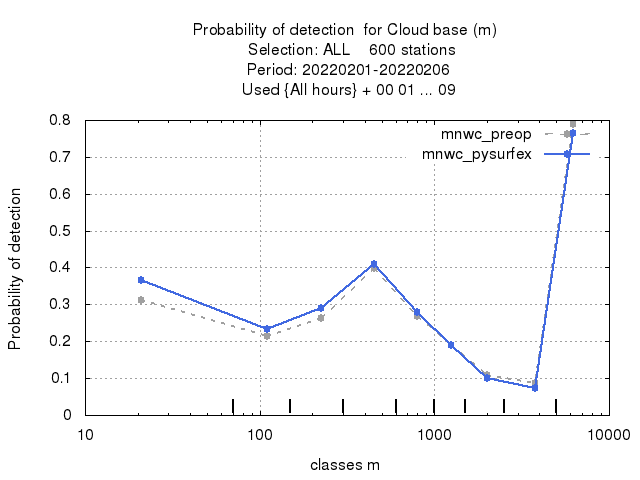 Probability of detection  for Cloud base (m)
Selection: ALL    600 stations
Period: 20220201-20220206
Used {All hours} + 00 01 ... 09
mnwc_preop
mnwc_pysurfex
Probability of detection
0.8
0.7
0.6
0.5
0.4
0.3
0.2
0.1
0
10
100
1000
10000
classes m